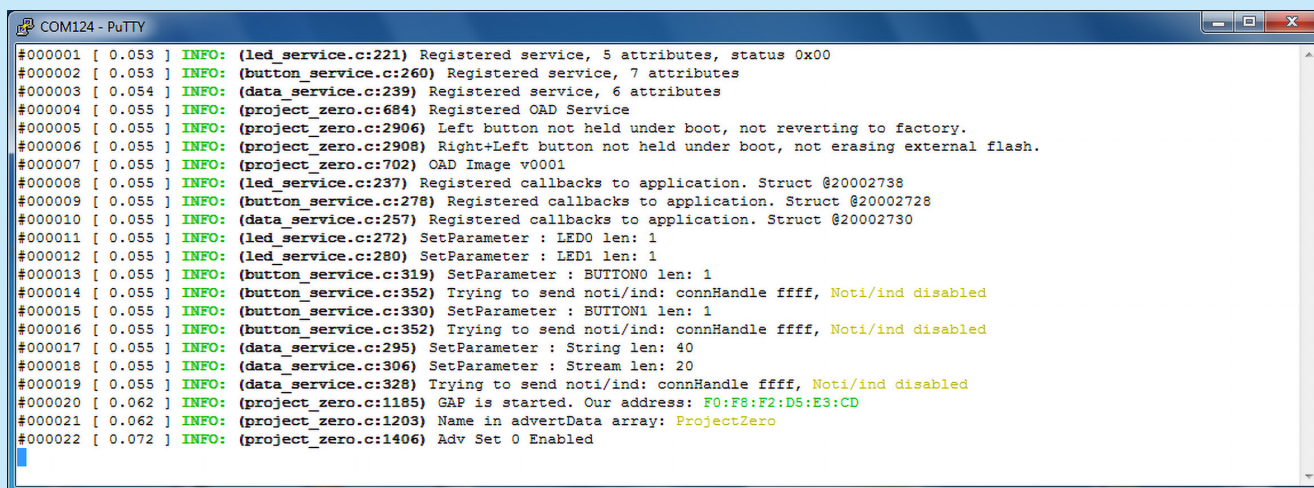 COM124 - PuTTY
#000001 [ 0.053 ] INFO: (led_service.c:221) Registered service, 5 attributes, status 0x00
#000002 [ 0.053 ] INFO: (button_service.c:260) Registered service, 7 attributes
#000003 [ 0.054 ] INFO: (data_service.c:239) Registered service, 6 attributes
#000004 [ 0.055 ] INFO: (project_zero.c:684) Registered OAD Service
#000005 [ 0.055 ] INFO: (project_zero.c:2906) Left button not held under boot, not reverting to factory.
#000006 [ 0.055 ] INFO: (project_zero.c:2908) Right+Left button not held under boot, not erasing external flash.
#000007 [ 0.055 ] INFO: (project_zero.c:702) OAD Image v0001
#000008 [ 0.055 ] INFO: (led_service.c:237) Registered callbacks to application. Struct @20002738
#000009 [ 0.055 ] INFO: (button_service.c:278) Registered callbacks to application. Struct @20002728
#000010 [ 0.055 ] INFO: (data_service.c:257) Registered callbacks to application. Struct @20002730
#000011 [ 0.055 ] INFO: (led_service.c:272) SetParameter : LED0 len: 1
#000012 [ 0.055 ] INFO: (led_service.c:280) SetParameter : LED1 len: 1
#000013 [ 0.055 ] INFO: (button_service.c:319) SetParameter : BUTTON0 len: 1
#000014 [ 0.055 ] INFO: (button_service.c:352) Trying to send noti/ind: connHandle ffff, Noti/ind disabled
#000015 [ 0.055 ] INFO: (button_service.c:330) SetParameter : BUTTON1 len: 1
#000016 [ 0.055 ] INFO: (button_service.c:352) Trying to send noti/ind: connHandle ffff, Noti/ind disabled
#000017 [ 0.055 ] INFO: (data_service.c:295) SetParameter : String len: 40
#000018 [ 0.055 ] INFO: (data_service.c:306) SetParameter : Stream len: 20
#000019 [ 0.055 ] INFO: (data_service.c:328) Trying to send noti/ind: connHandle ffff, Noti/ind disabled
#000020 [ 0.062 ] INFO: (project_zero.c:1185) GAP is started. Our address: F0:F8:F2:D5:E3:CD
#000021 [ 0.062 ] INFO: (project_zero.c:1203) Name in advertData array: ProjectZero
#000022 [ 0.072 ] INFO: (project_zero.c:1406) Adv Set 0 Enabled